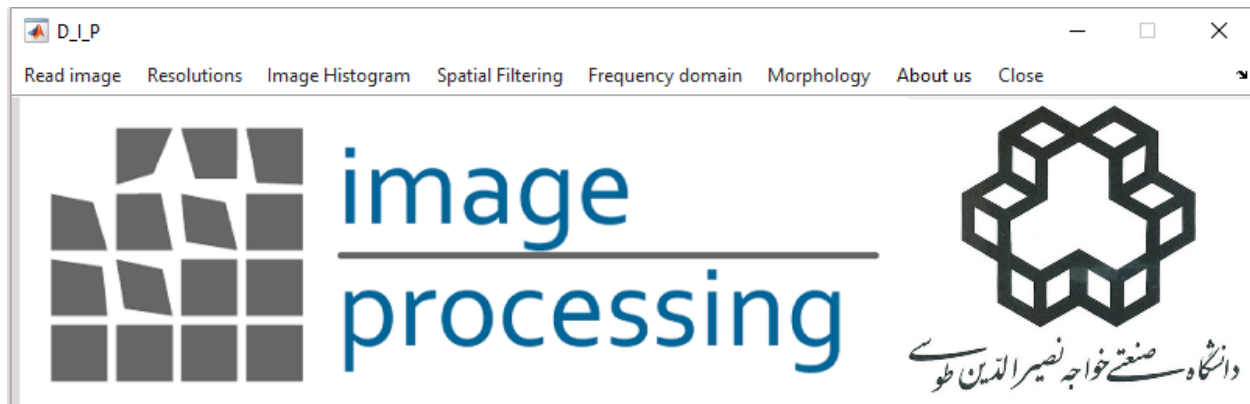 D_I_P
Read image Resolutions Image Histogram Spatial Filtering Frequency domain Morphology About us Close
image
processing
دانشگاه صنعتی خواجه نصیرالدین طوسی